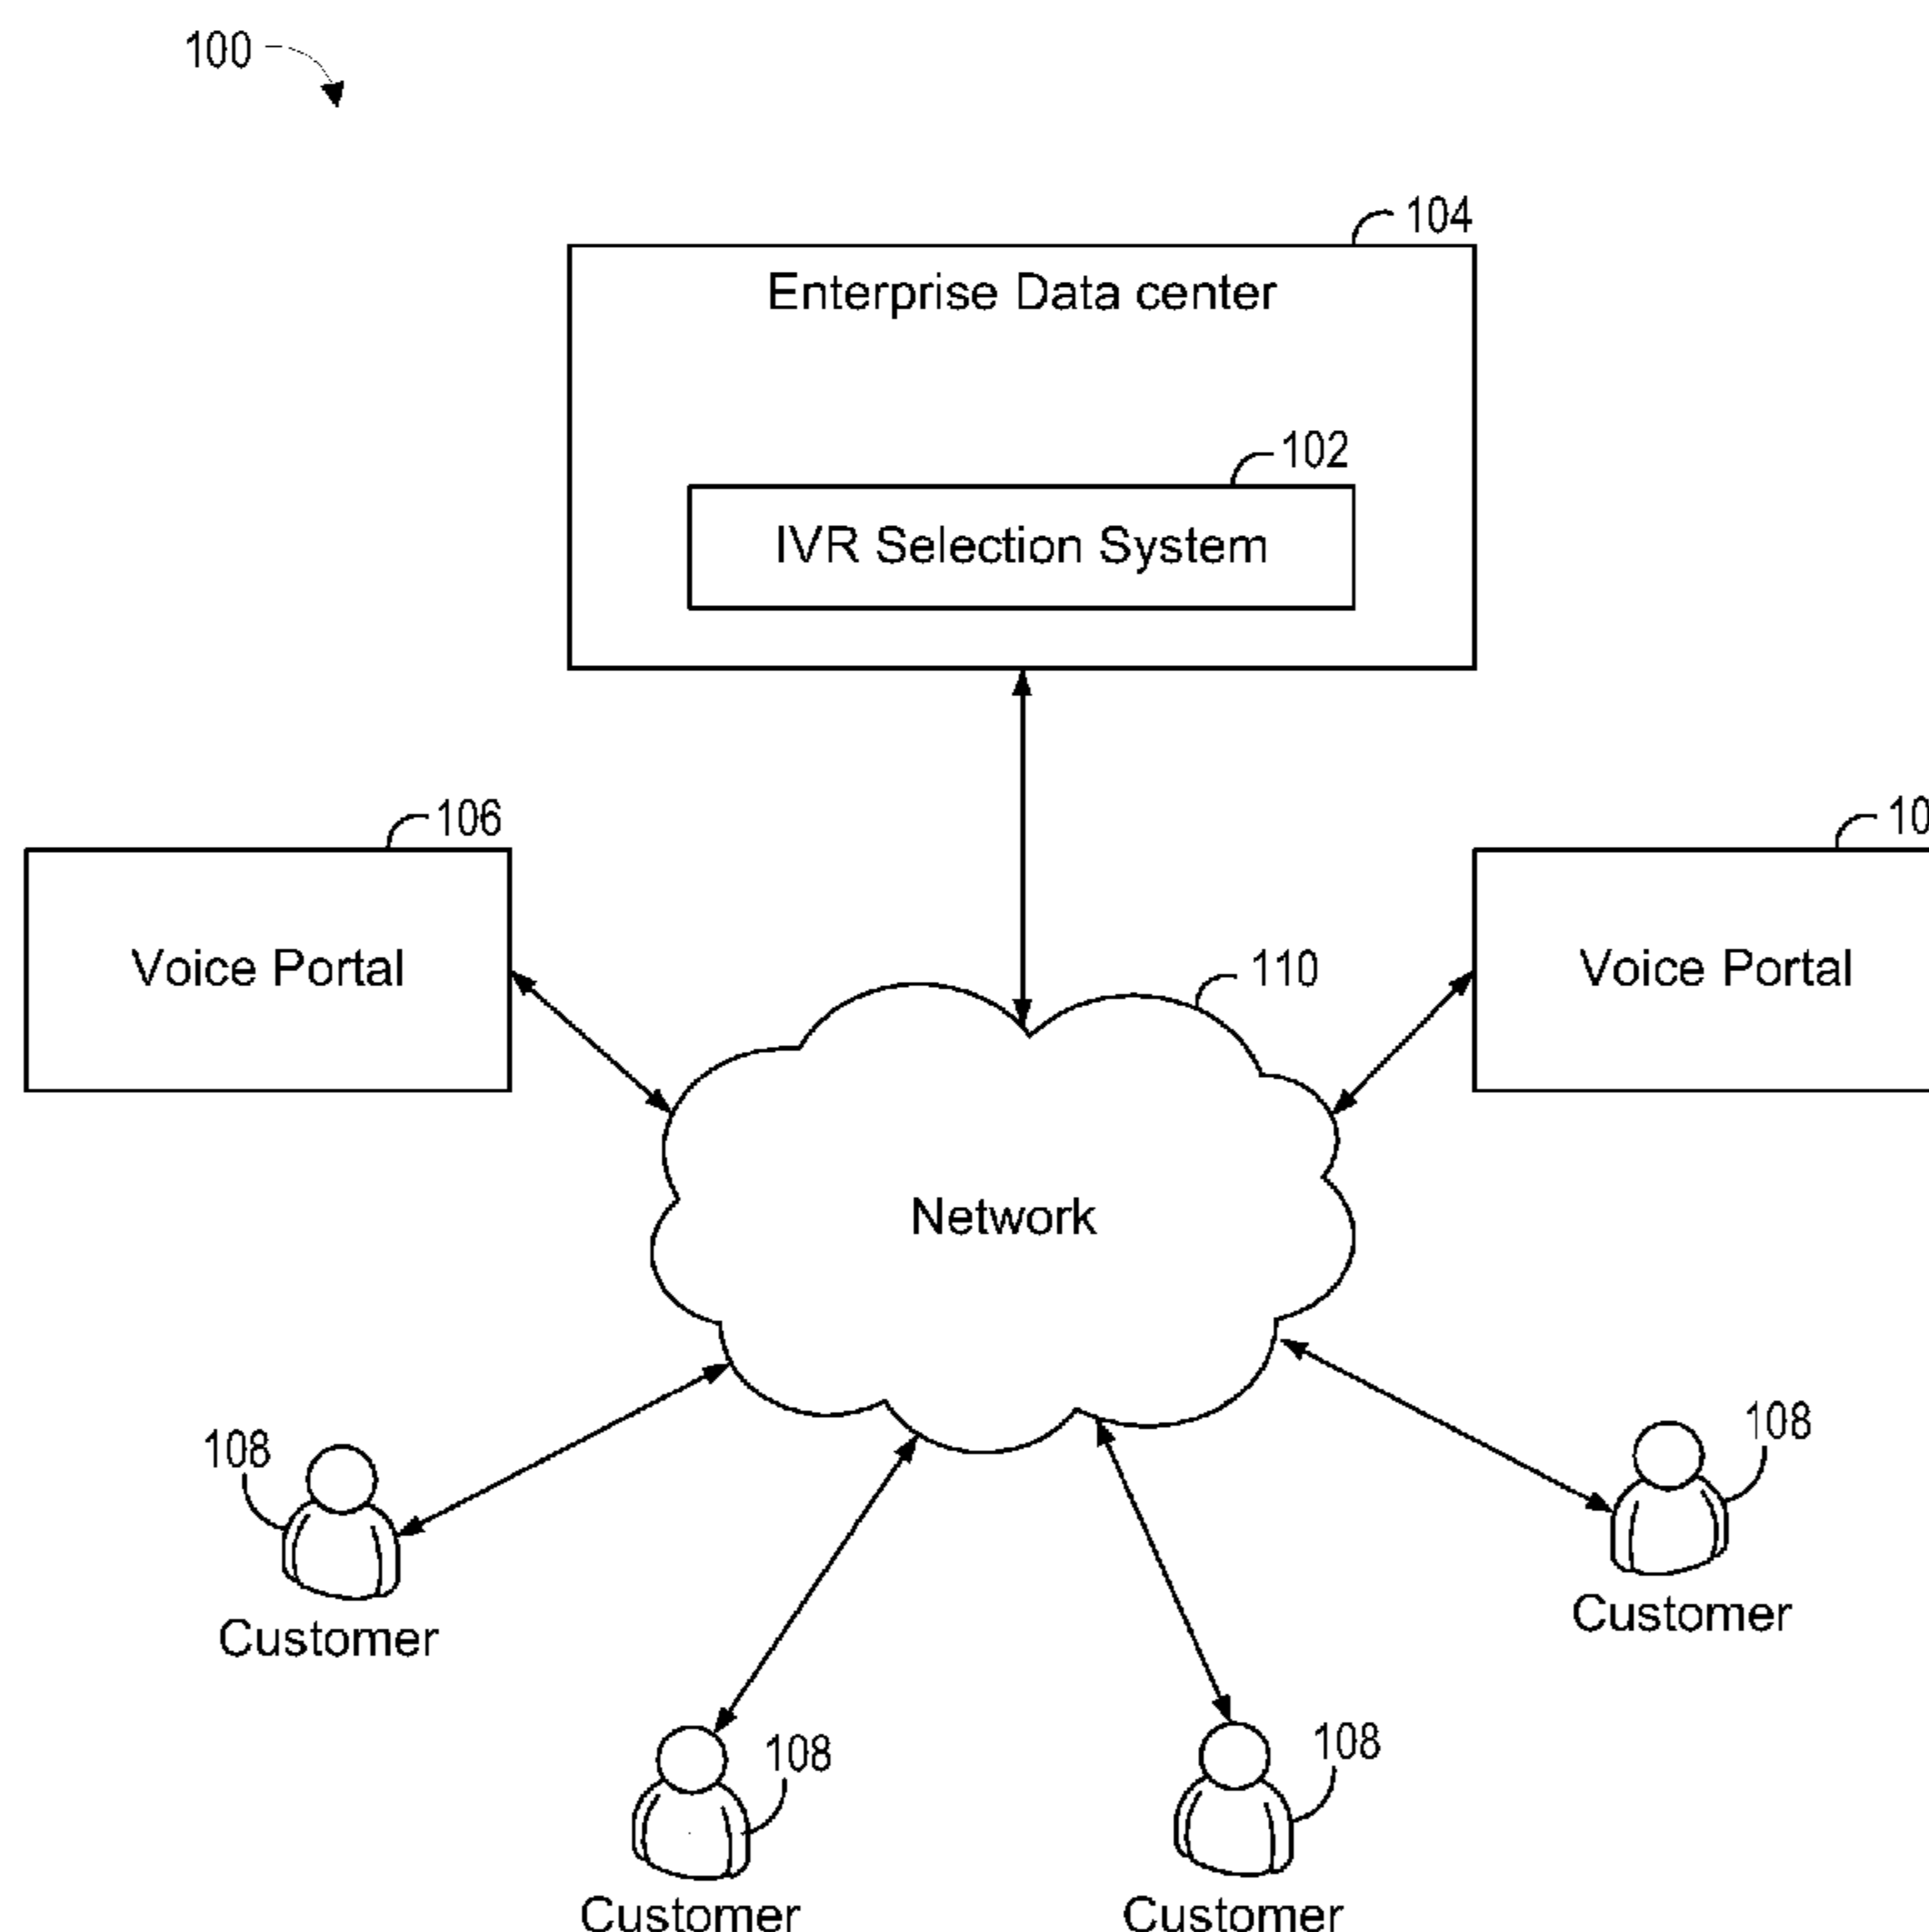 100
104
Enterprise Data center
102
IVR Selection System
106
10
Voice Portal
Voice Portal
110
Network
108
108
Customer
Customer
108
108
Customer
Customer